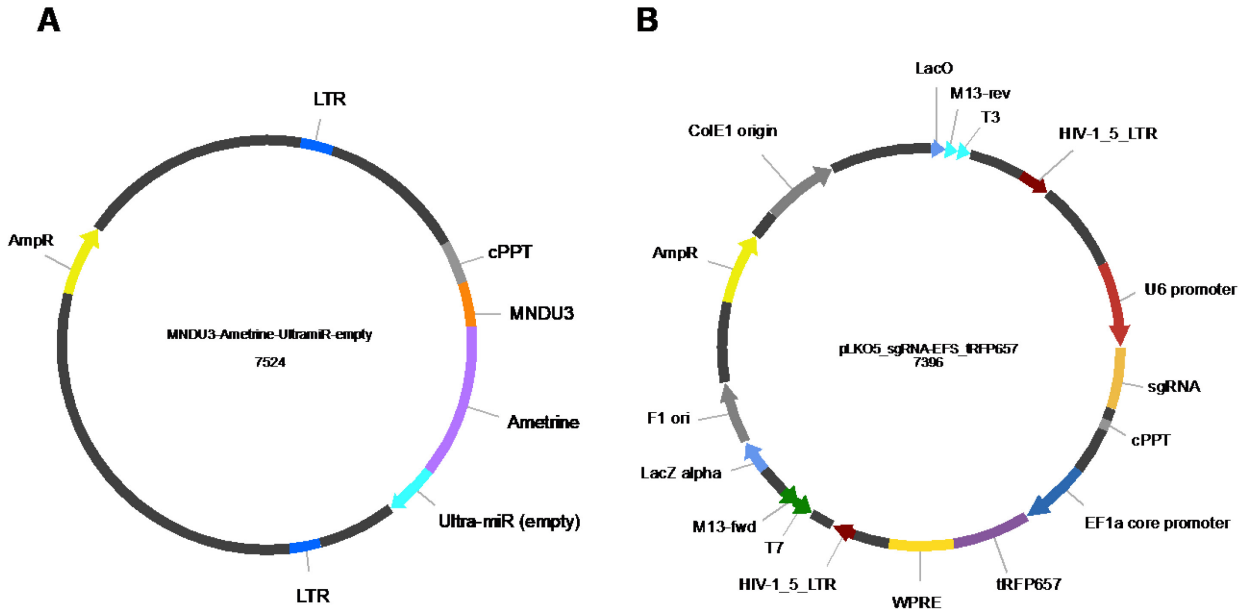 A
LTR
cPPT
MNDU3
Ametrine
Ultra-miR (empty)
LTR
AmpR
MNDU3-Ametrine-UltramiR-empty
7524
B
LacO
M13-rev
T3
HIV-1_5_LTR
U6 promoter
sgRNA
cPPT
EF1a core promoter
tRFP657
WPRE
HIV-1_5_LTR
T7
M13-fwd
LacZ alpha
F1 ori
AmpR
ColE1 origin
pLKO5_sgRNA-EFS_tRFP657
7396